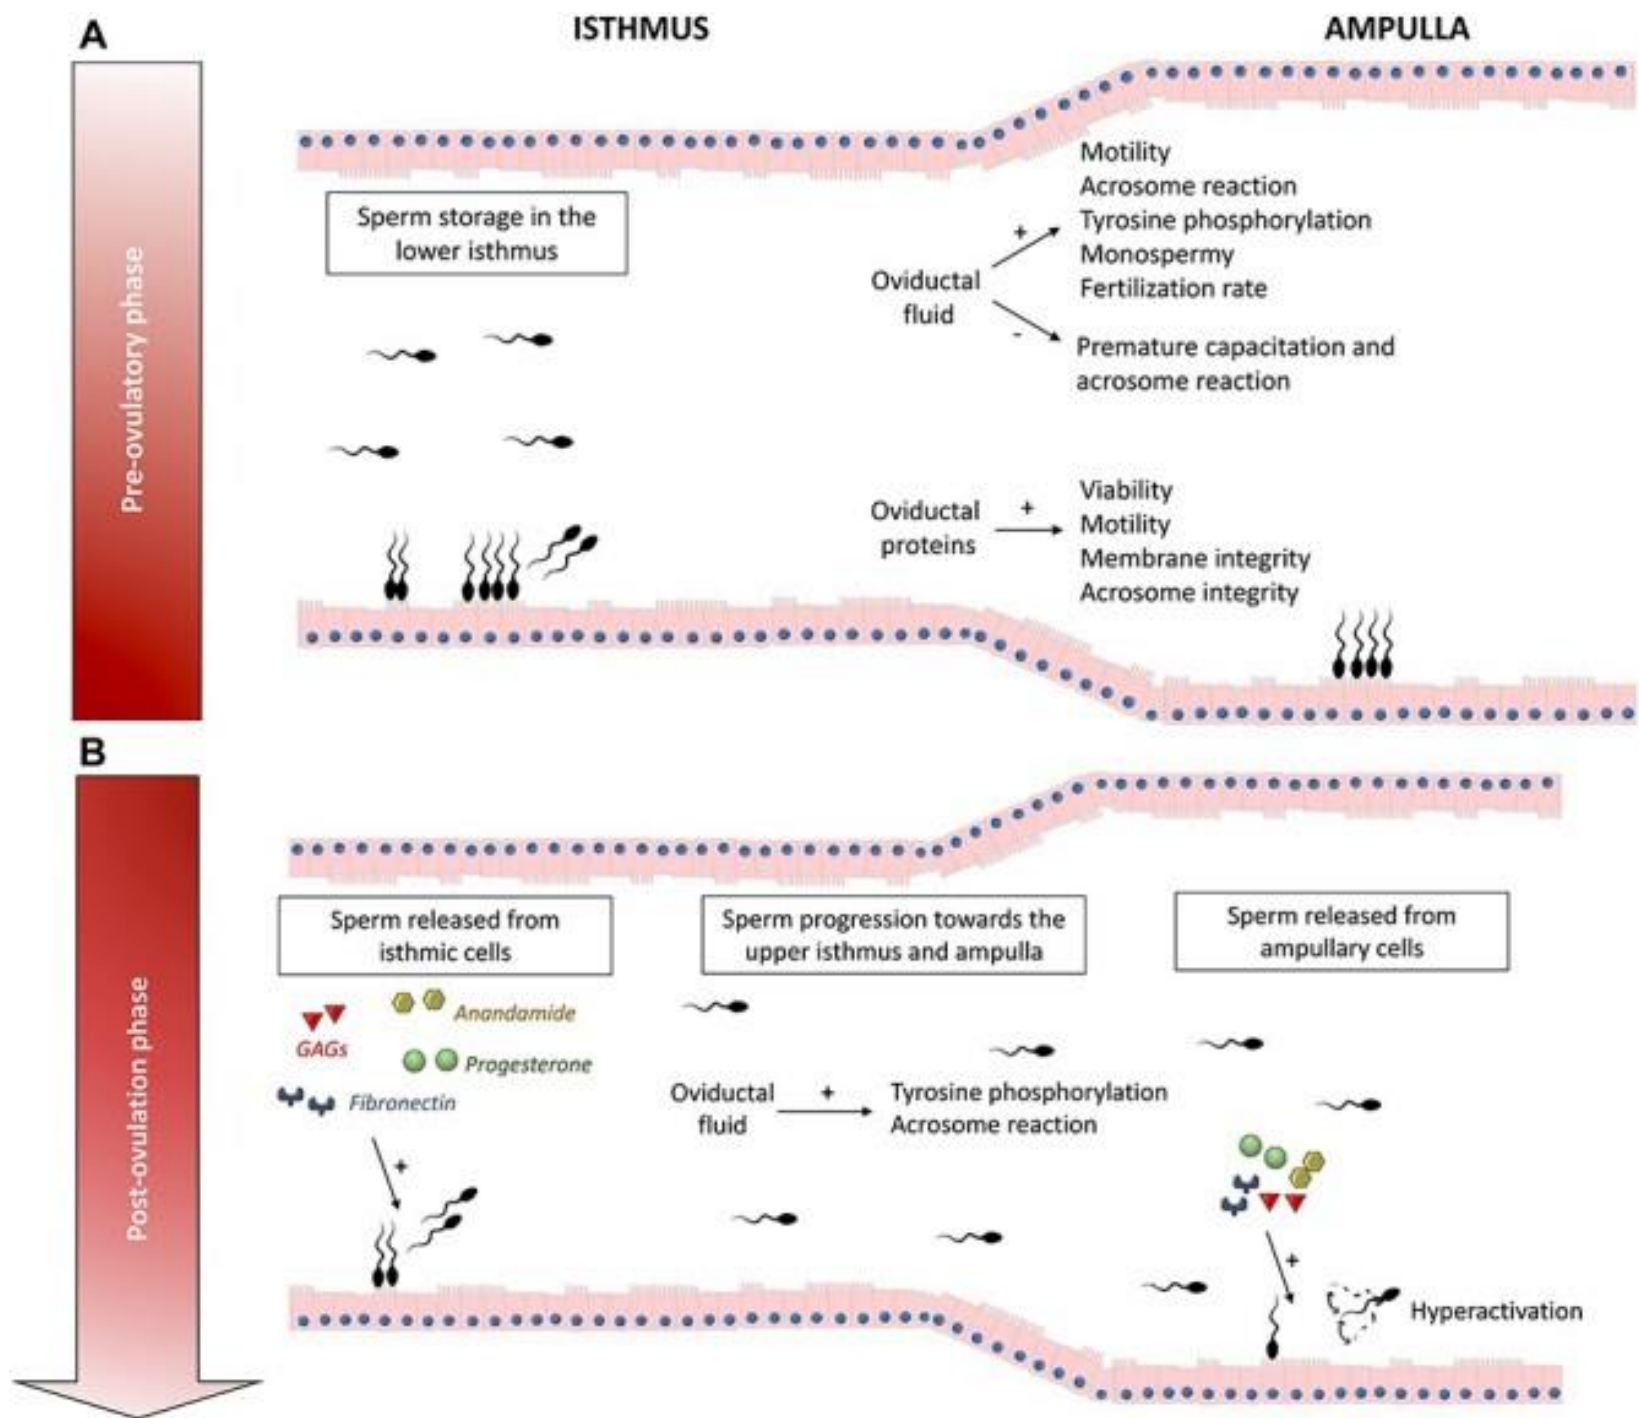 A
ISTHMUS
AMPULLA
Pre-ovulatory phase
Sperm storage in the
lower isthmus
Oviductal
fluid
+
-
Motility
Acrosome reaction
Tyrosine phosphorylation
Monospermy
Fertilization rate
Premature capacitation and
acrosome reaction
Oviductal
proteins
+
Viability
Motility
Membrane integrity
Acrosome integrity
B
Post-ovulation phase
Sperm released from
isthmic cells
Sperm progression towards the
upper isthmus and ampulla
Sperm released from
ampullary cells
Anandamide
GAGs
Progesterone
Fibronectin
+
Oviductal
fluid
+
Tyrosine phosphorylation
Acrosome reaction
+
Hyperactivation